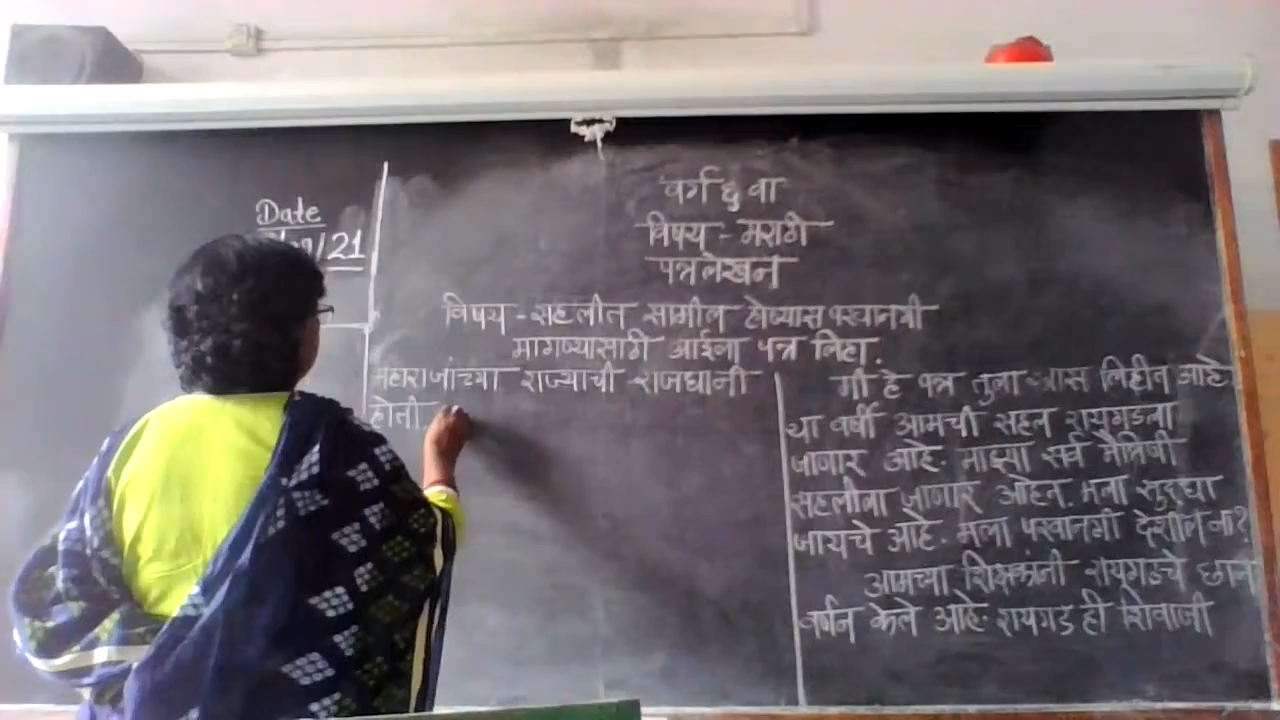 Date
/21
वर्ग ६ वा
विषय - मराठी
पत्रलेखन
विषय - सहलीत सामील होण्यास परवानगी
मागण्यासाठी आईला पत्र लिहा.
मी हे पत्र तुला खास लिहीत आहे.
या वर्षी आमची सहल रायगडला
जाणार आहे. माझ्या सर्व मैत्रिणी
सहलीला जाणार आहेत. मला सुद्धा
जायचे आहे. मला परवानगी देशील ना?
आमच्या शिक्षकांनी रायगडचे छान
वर्णन केले आहे. रायगड ही शिवाजी
महाराजांच्या राज्याची राजधानी
होती.